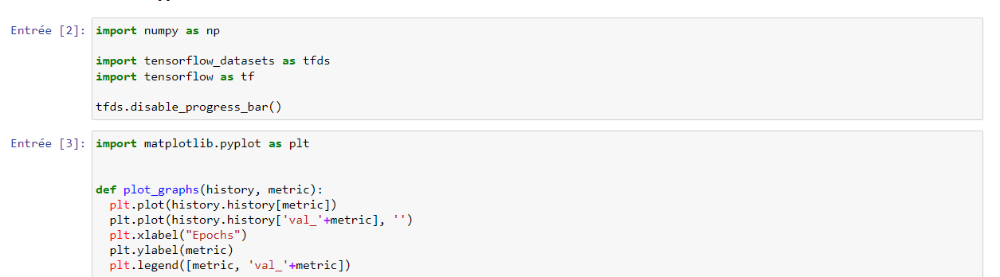 Entrée [2]: import numpy as np
import tensorflow_datasets as tfds
import tensorflow as tf
tfds.disable_progress_bar()
Entrée [3]: import matplotlib.pyplot as plt
def plot_graphs(history, metric):
  plt.plot(history.history[metric])
  plt.plot(history.history['val_'+metric], '')
  plt.xlabel("Epochs")
  plt.ylabel(metric)
  plt.legend([metric, 'val_'+metric])